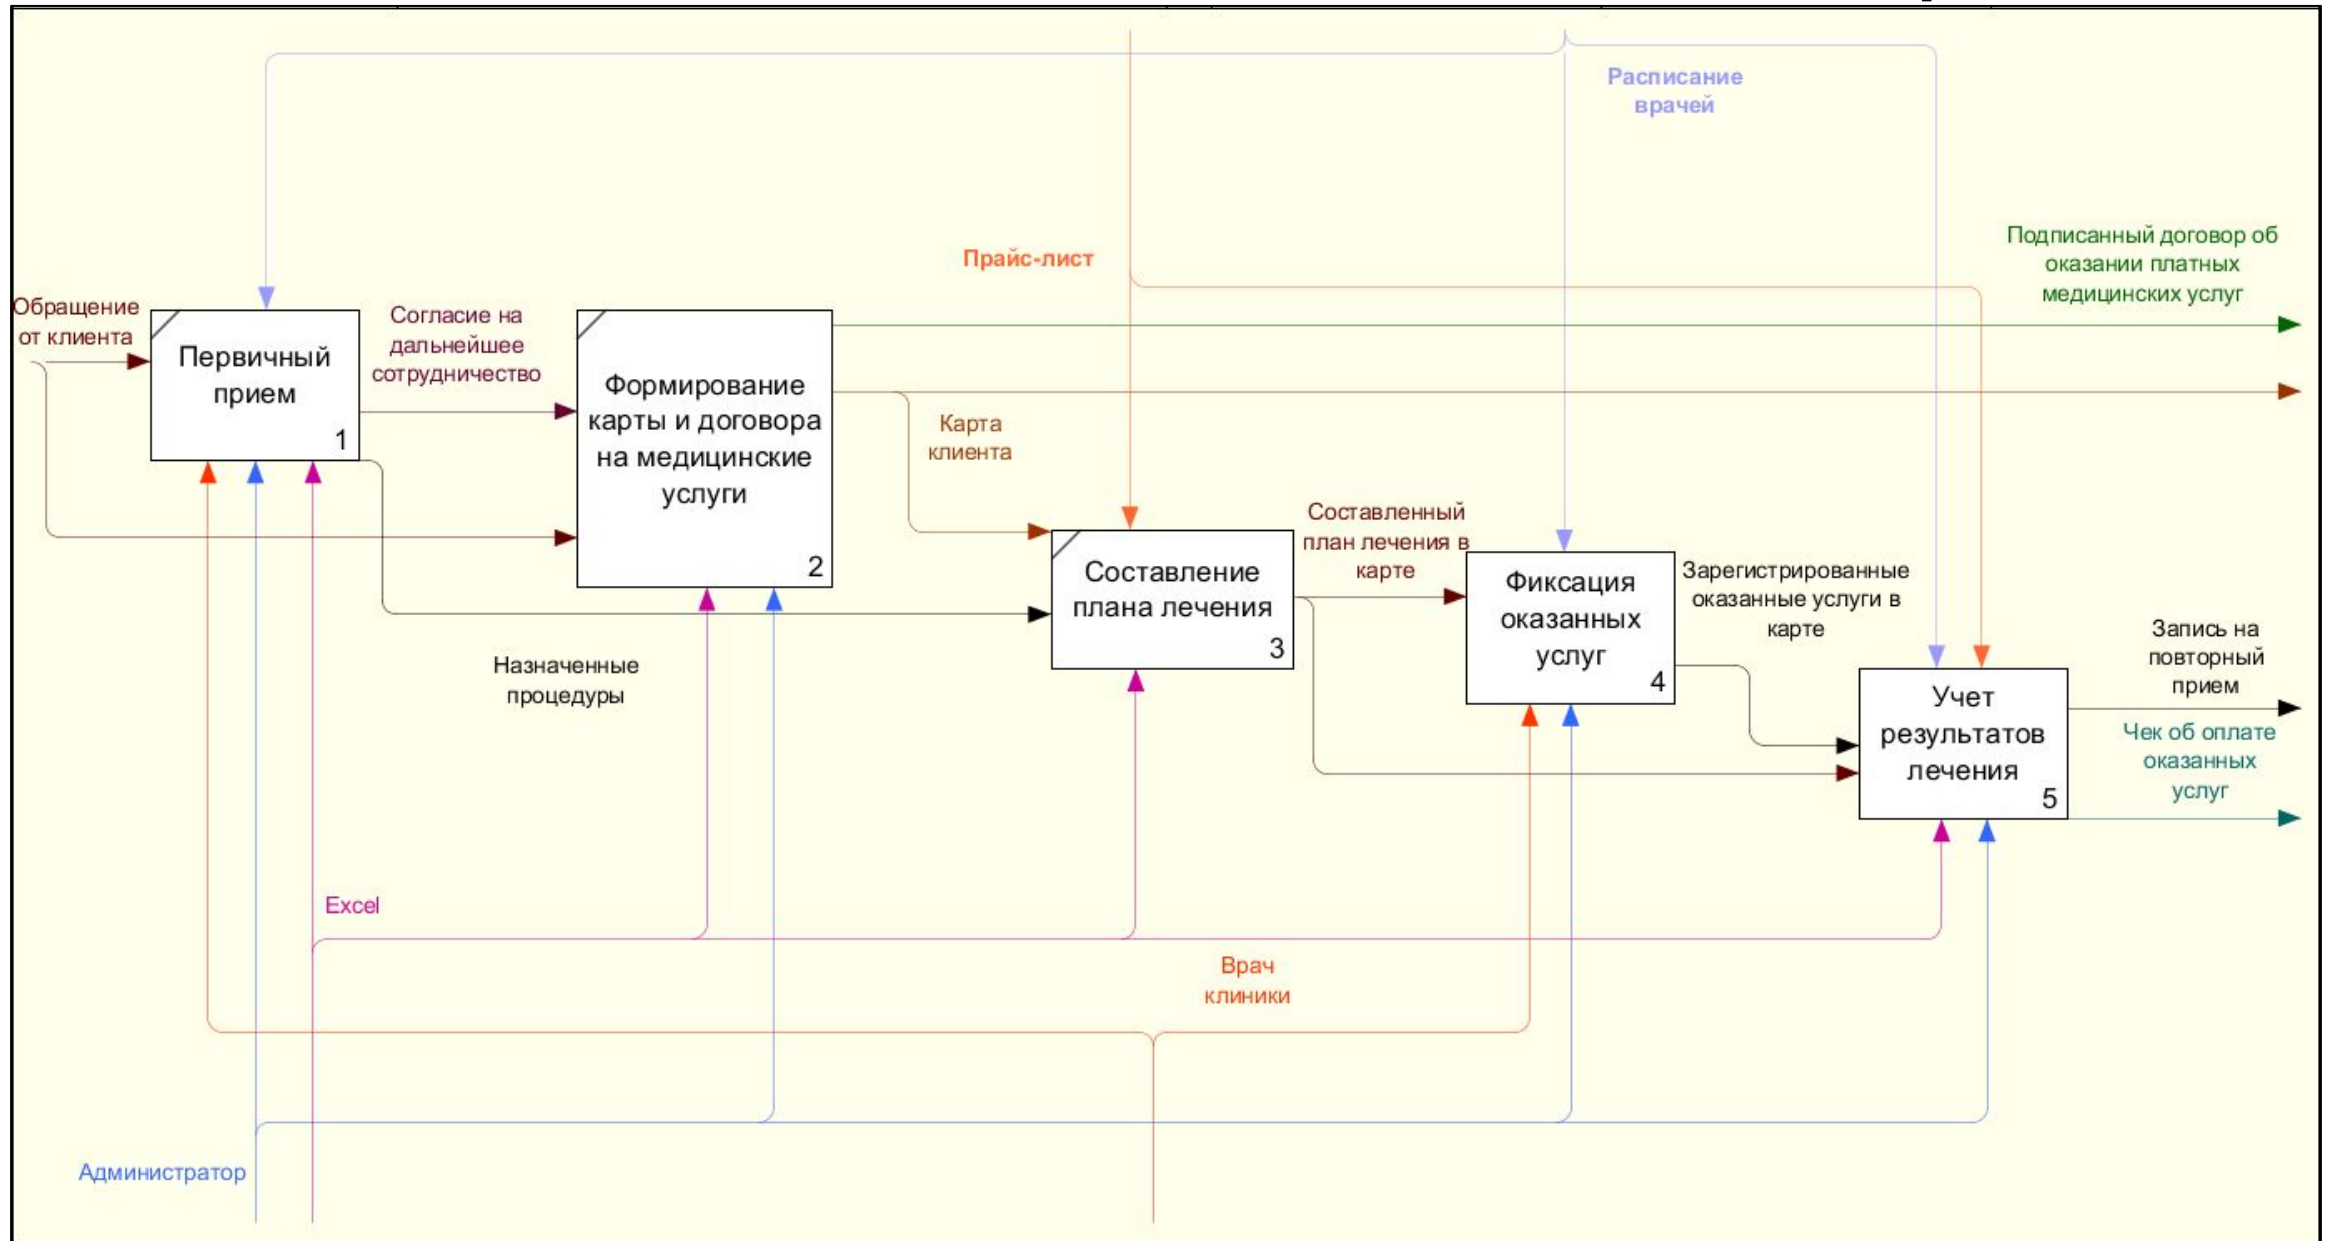 Расписание
врачей
Подписанный договор об
оказании платных
медицинских услуг
Прайс-лист
Обращение
от клиента
Согласие на
дальнейшее
сотрудничество
Первичный
прием
1
Формирование
карты и договора
на медицинские
услуги
2
Карта
клиента
Составленный
план лечения в
карте
Составление
плана лечения
3
Фиксация
оказанных
услуг
4
Зарегистрированные
оказанные услуги в
карте
Запись на
повторный
прием
Назначенные
процедуры
Учет
результатов
лечения
5
Чек об оплате
оказанных
услуг
Excel
Врач
клиники
Администратор